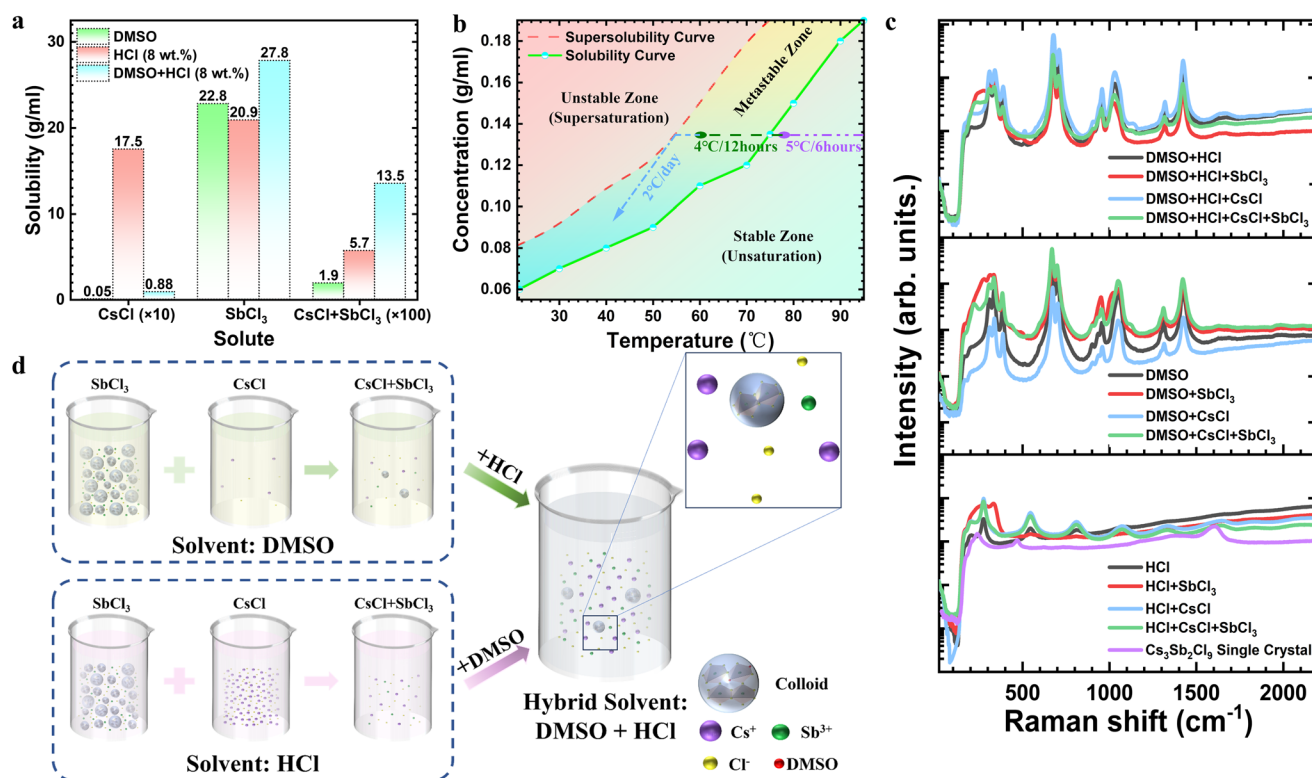 a
DMSO
HCl (8 wt.%)
DMSO+HCl (8 wt.%)
Solubility (g/ml)
30
20
10
0
0.05
17.5
0.88
22.8
20.9
27.8
1.9
5.7
13.5
CsCl (×10)
SbCl₃
CsCl+SbCl₃ (×100)
Solute
b
Supersolubility Curve
Solubility Curve
Unstable Zone
(Supersaturation)
Metastable Zone
4℃/12hours
5℃/6hours
2℃/day
Stable Zone
(Unsaturation)
Concentration (g/ml)
0.18
0.16
0.14
0.12
0.10
0.08
0.06
30
40
50
60
70
80
90
Temperature (℃)
c
DMSO+HCl
DMSO+HCl+SbCl₃
DMSO+HCl+CsCl
DMSO+HCl+CsCl+SbCl₃
DMSO
DMSO+SbCl₃
DMSO+CsCl
DMSO+CsCl+SbCl₃
HCl
HCl+SbCl₃
HCl+CsCl
HCl+CsCl+SbCl₃
Cs₃Sb₂Cl₉ Single Crystal
Intensity (arb. units.)
500
1000
1500
2000
Raman shift (cm⁻¹)
d
SbCl₃
CsCl
CsCl+SbCl₃
Solvent: DMSO
+HCl
SbCl₃
CsCl
CsCl+SbCl₃
Solvent: HCl
+DMSO
Hybrid Solvent:
DMSO + HCl
Colloid
Cs⁺
Sb³⁺
Cl⁻
DMSO